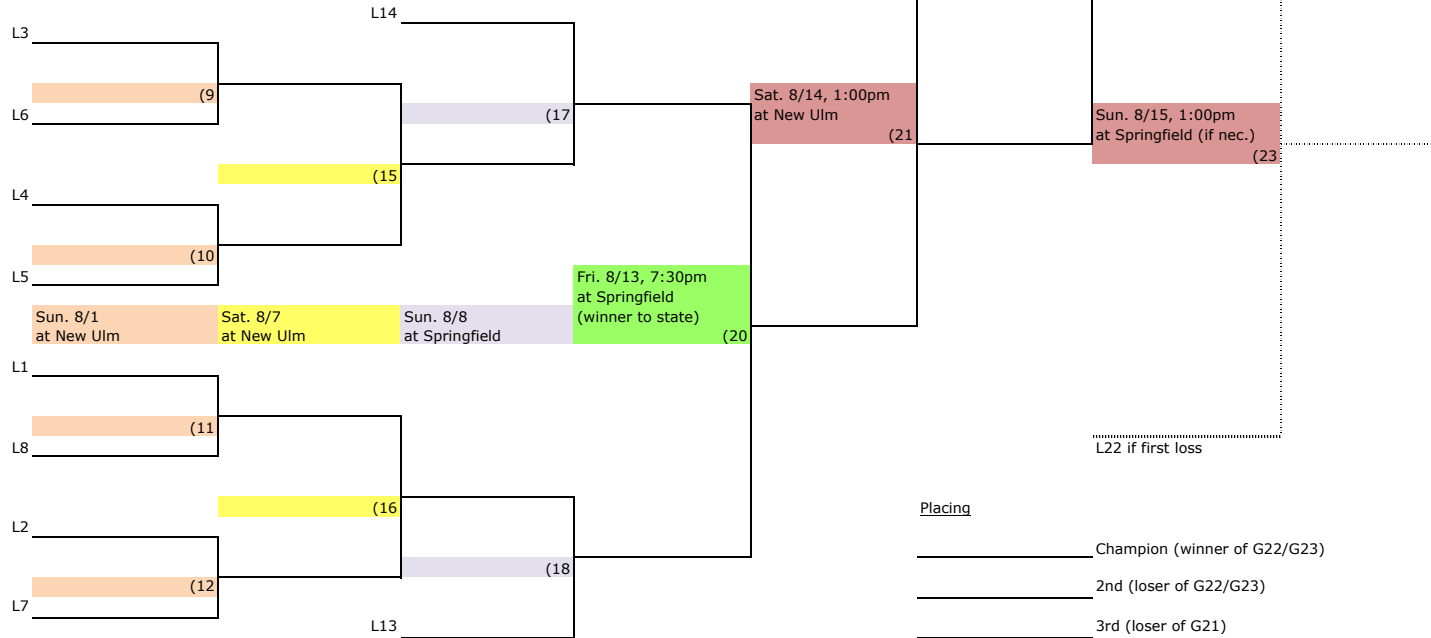 L14
L3
(9
L6
Sat. 8/14, 1:00pm
at New Ulm
(21
(17
Sun. 8/15, 1:00pm
at Springfield (if nec.)
(23
(15
L4
(10
L5
Fri. 8/13, 7:30pm
at Springfield
(winner to state)
(20
Sun. 8/1
at New Ulm
Sat. 8/7
at New Ulm
Sun. 8/8
at Springfield
L1
(11
L8
L22 if first loss
(16
Placing
L2
(12
L7
(18
L13
Champion (winner of G22/G23)
2nd (loser of G22/G23)
3rd (loser of G21)